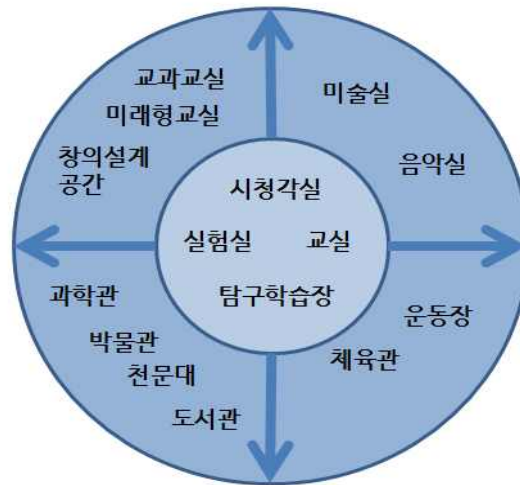 교과교실
미래형교실
창의설계
공간
미술실
음악실
시청각실
실험실 교실
탐구학습장
과학관
박물관
천문대
도서관
운동장
체육관